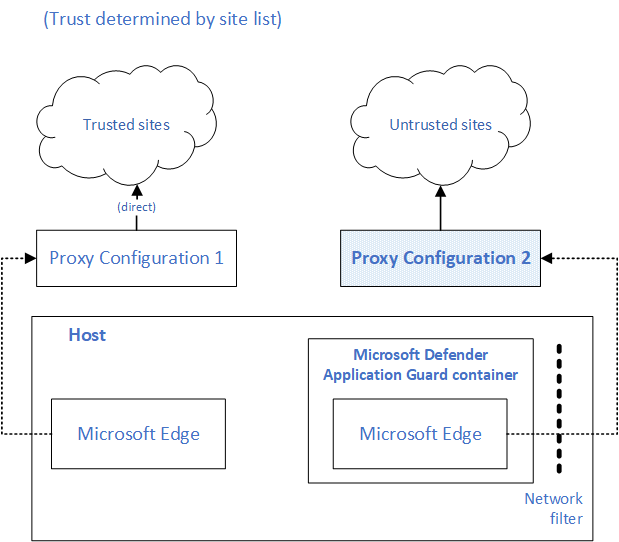 (Trust determined by site list)
Trusted sites
Untrusted sites
(direct)
Proxy Configuration 1
Proxy Configuration 2
Host
Microsoft Defender
Application Guard container
Microsoft Edge
Microsoft Edge
Network
filter